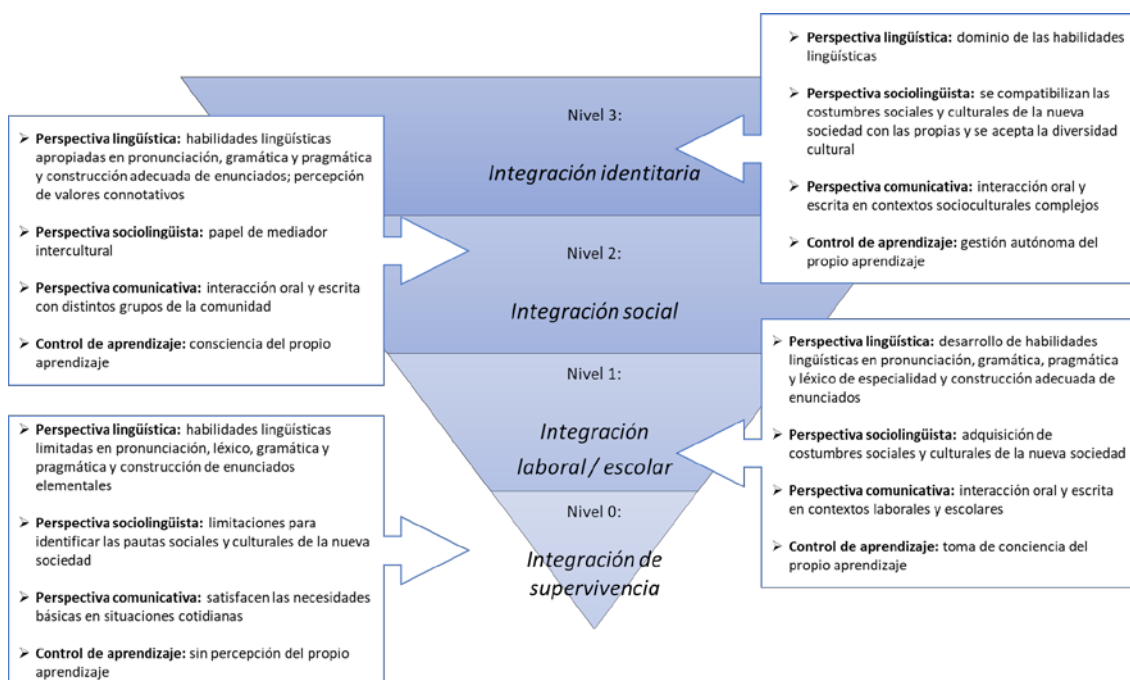 Nivel 3:
Integración identitaria
➢ Perspectiva lingüística: dominio de las habilidades
lingüísticas
➢ Perspectiva sociolingüista: se compatibilizan las
costumbres sociales y culturales de la nueva
sociedad con las propias y se acepta la diversidad
cultural
➢ Perspectiva comunicativa: interacción oral y
escrita en contextos socioculturales complejos
➢ Control de aprendizaje: gestión autónoma del
propio aprendizaje
➢ Perspectiva lingüística: habilidades lingüísticas
apropiadas en pronunciación, gramática y pragmática
y construcción adecuada de enunciados; percepción
de valores connotativos
➢ Perspectiva sociolingüista: papel de mediador
intercultural
➢ Perspectiva comunicativa: interacción oral y escrita
con distintos grupos de la comunidad
➢ Control de aprendizaje: consciencia del propio
aprendizaje
Nivel 2:
Integración social
Nivel 1:
Integración
laboral / escolar
➢ Perspectiva lingüística: desarrollo de habilidades
lingüísticas en pronunciación, gramática, pragmática
y léxico de especialidad y construcción adecuada de
enunciados
➢ Perspectiva sociolingüista: adquisición de
costumbres sociales y culturales de la nueva sociedad
➢ Perspectiva comunicativa: interacción oral y escrita
en contextos laborales y escolares
➢ Control de aprendizaje: toma de conciencia del
propio aprendizaje
➢ Perspectiva lingüística: habilidades lingüísticas
limitadas en pronunciación, léxico, gramática y
pragmática y construcción de enunciados
elementales
➢ Perspectiva sociolingüista: limitaciones para
identificar las pautas sociales y culturales de la nueva
sociedad
➢ Perspectiva comunicativa: satisfacen las necesidades
básicas en situaciones cotidianas
➢ Control de aprendizaje: sin percepción del propio
aprendizaje
Nivel 0:
Integración de
supervivencia